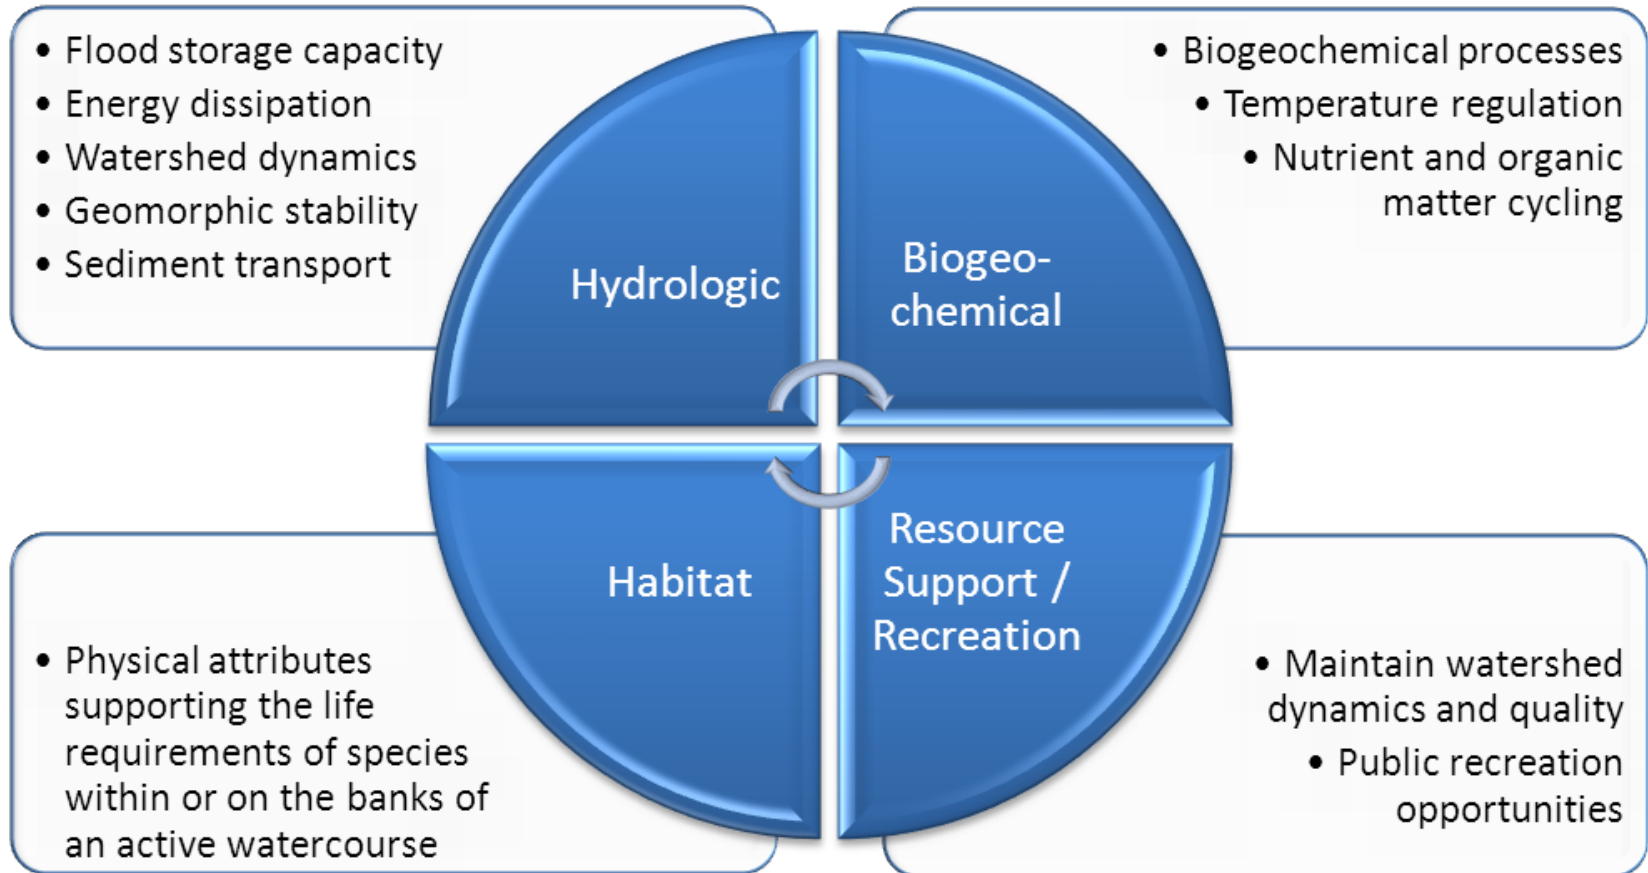 • Flood storage capacity
• Energy dissipation
• Watershed dynamics
• Geomorphic stability
• Sediment transport
Hydrologic
• Biogeochemical processes
• Temperature regulation
• Nutrient and organic
matter cycling
Biogeo-
chemical
• Physical attributes
supporting the life
requirements of species
within or on the banks of
an active watercourse
Habitat
Resource
Support /
Recreation
• Maintain watershed
dynamics and quality
• Public recreation
opportunities